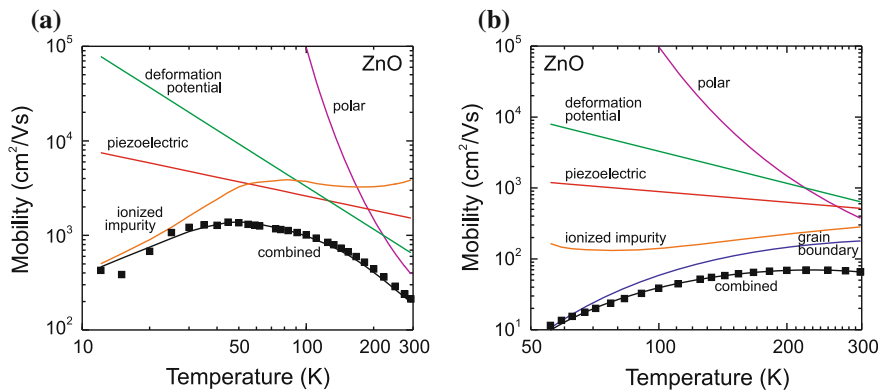 (a)
ZnO
10⁵
10⁴
10³
10²
Mobility (cm²/Vs)
deformation
potential
polar
piezoelectric
ionized
impurity
combined
10
50
100
200
300
Temperature (K)
(b)
ZnO
10⁵
10⁴
10³
10²
10¹
Mobility (cm²/Vs)
polar
deformation
potential
piezoelectric
ionized impurity
grain
boundary
combined
50
100
200
300
Temperature (K)